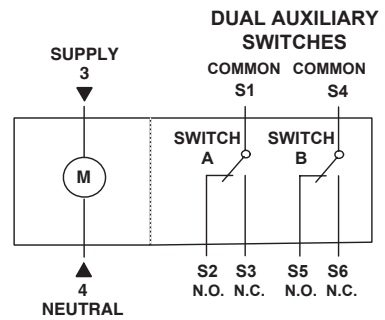 DUAL AUXILIARY
SWITCHES
SUPPLY
3
COMMON COMMON
S1 S4
SWITCH
A
SWITCH
B
M
S2 S3 S5 S6
N.O. N.C. N.O. N.C.
4
NEUTRAL